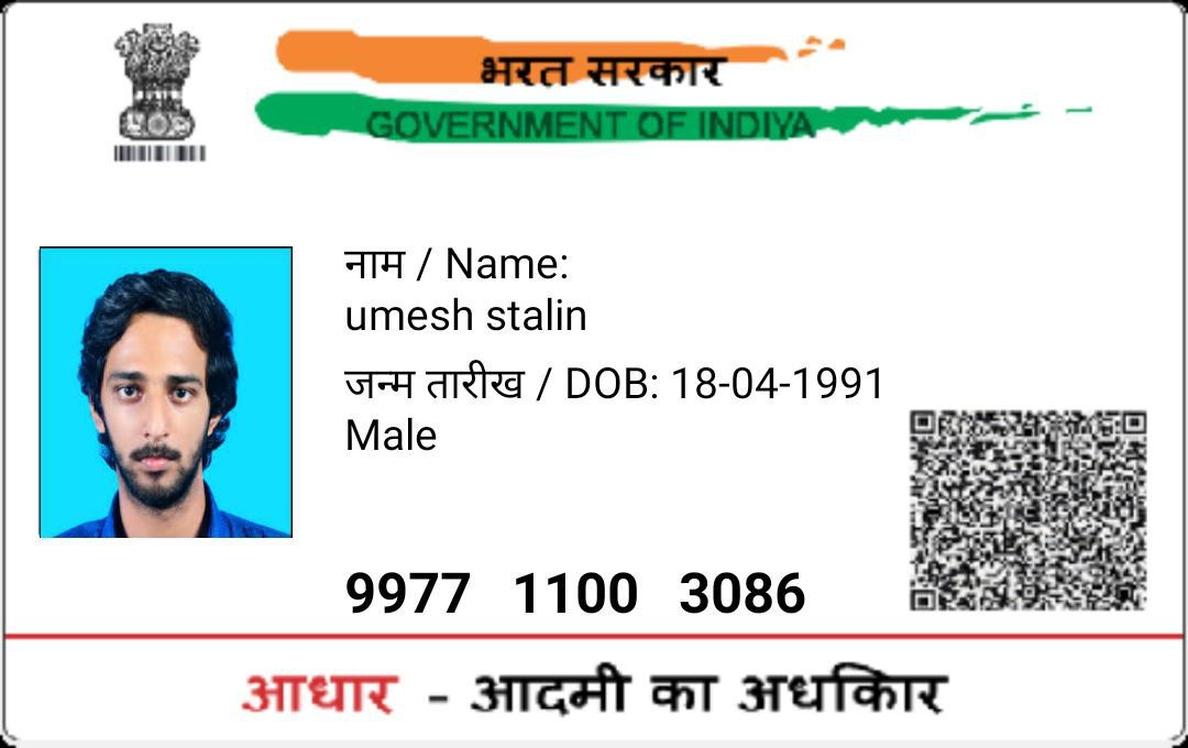 भरत सरकार
GOVERNMENT OF INDIYA
नाम / Name:
umesh stalin
जन्म तारीख / DOB: 18-04-1991
Male
9977 1100 3086
आधार - आदमी का अधकिार